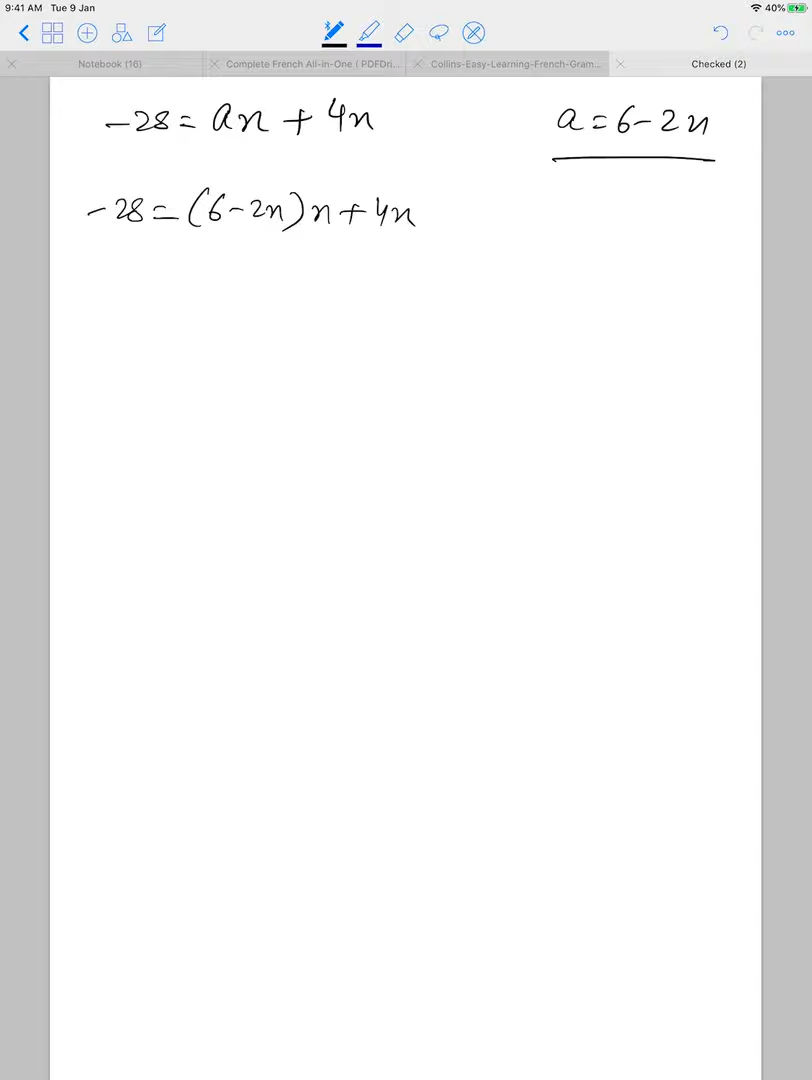 9:41 AM Tue 9 Jan 40%
Notebook (16) Complete French All-in-One ( PDFDri... Collins-Easy-Learning-French-Gram... Checked (2)
-28 = an + 4n a = 6 - 2n
-28 = (6 - 2n)n + 4n